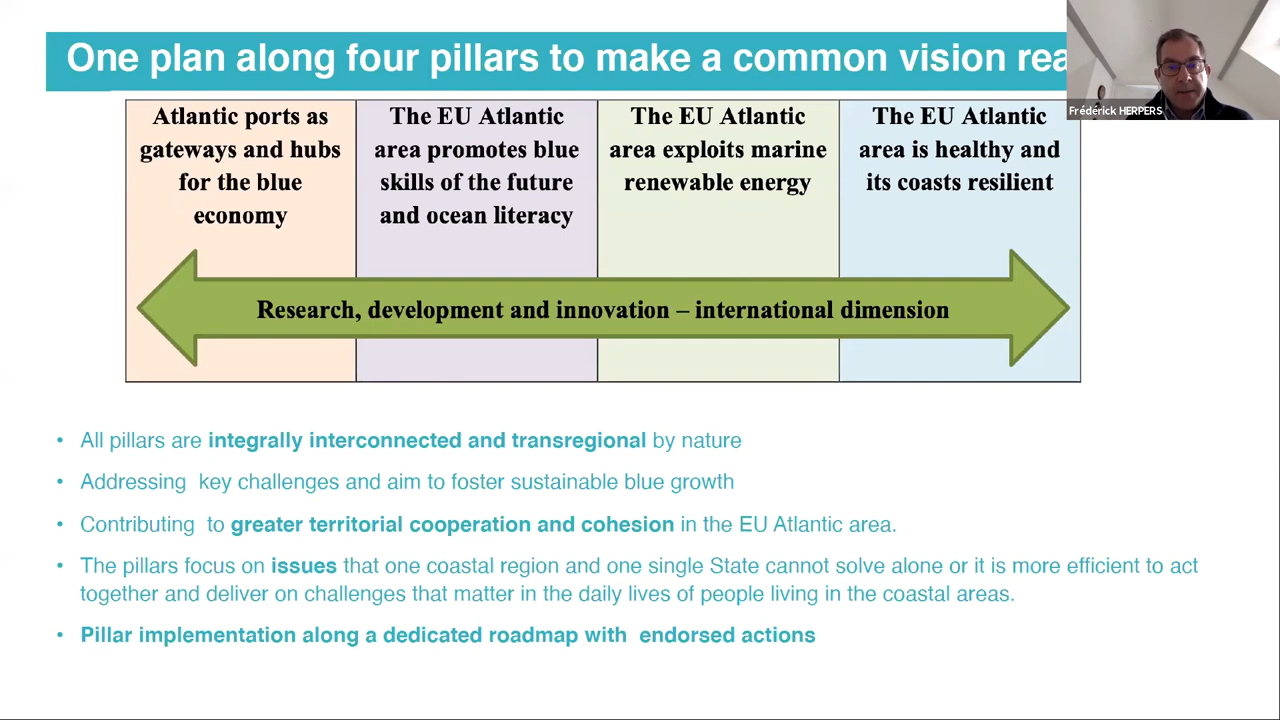 One plan along four pillars to make a common vision
Frédérick HERPERS
Atlantic ports as
gateways and hubs
for the blue
economy
The EU Atlantic
area promotes blue
skills of the future
and ocean literacy
The EU Atlantic
area exploits marine
renewable energy
The EU Atlantic
area is healthy and
its coasts resilient
Research, development and innovation – international dimension
• All pillars are integrally interconnected and transregional by nature
• Addressing key challenges and aim to foster sustainable blue growth
• Contributing to greater territorial cooperation and cohesion in the EU Atlantic area.
• The pillars focus on issues that one coastal region and one single State cannot solve alone or it is more efficient to act
together and deliver on challenges that matter in the daily lives of people living in the coastal areas.
• Pillar implementation along a dedicated roadmap with endorsed actions